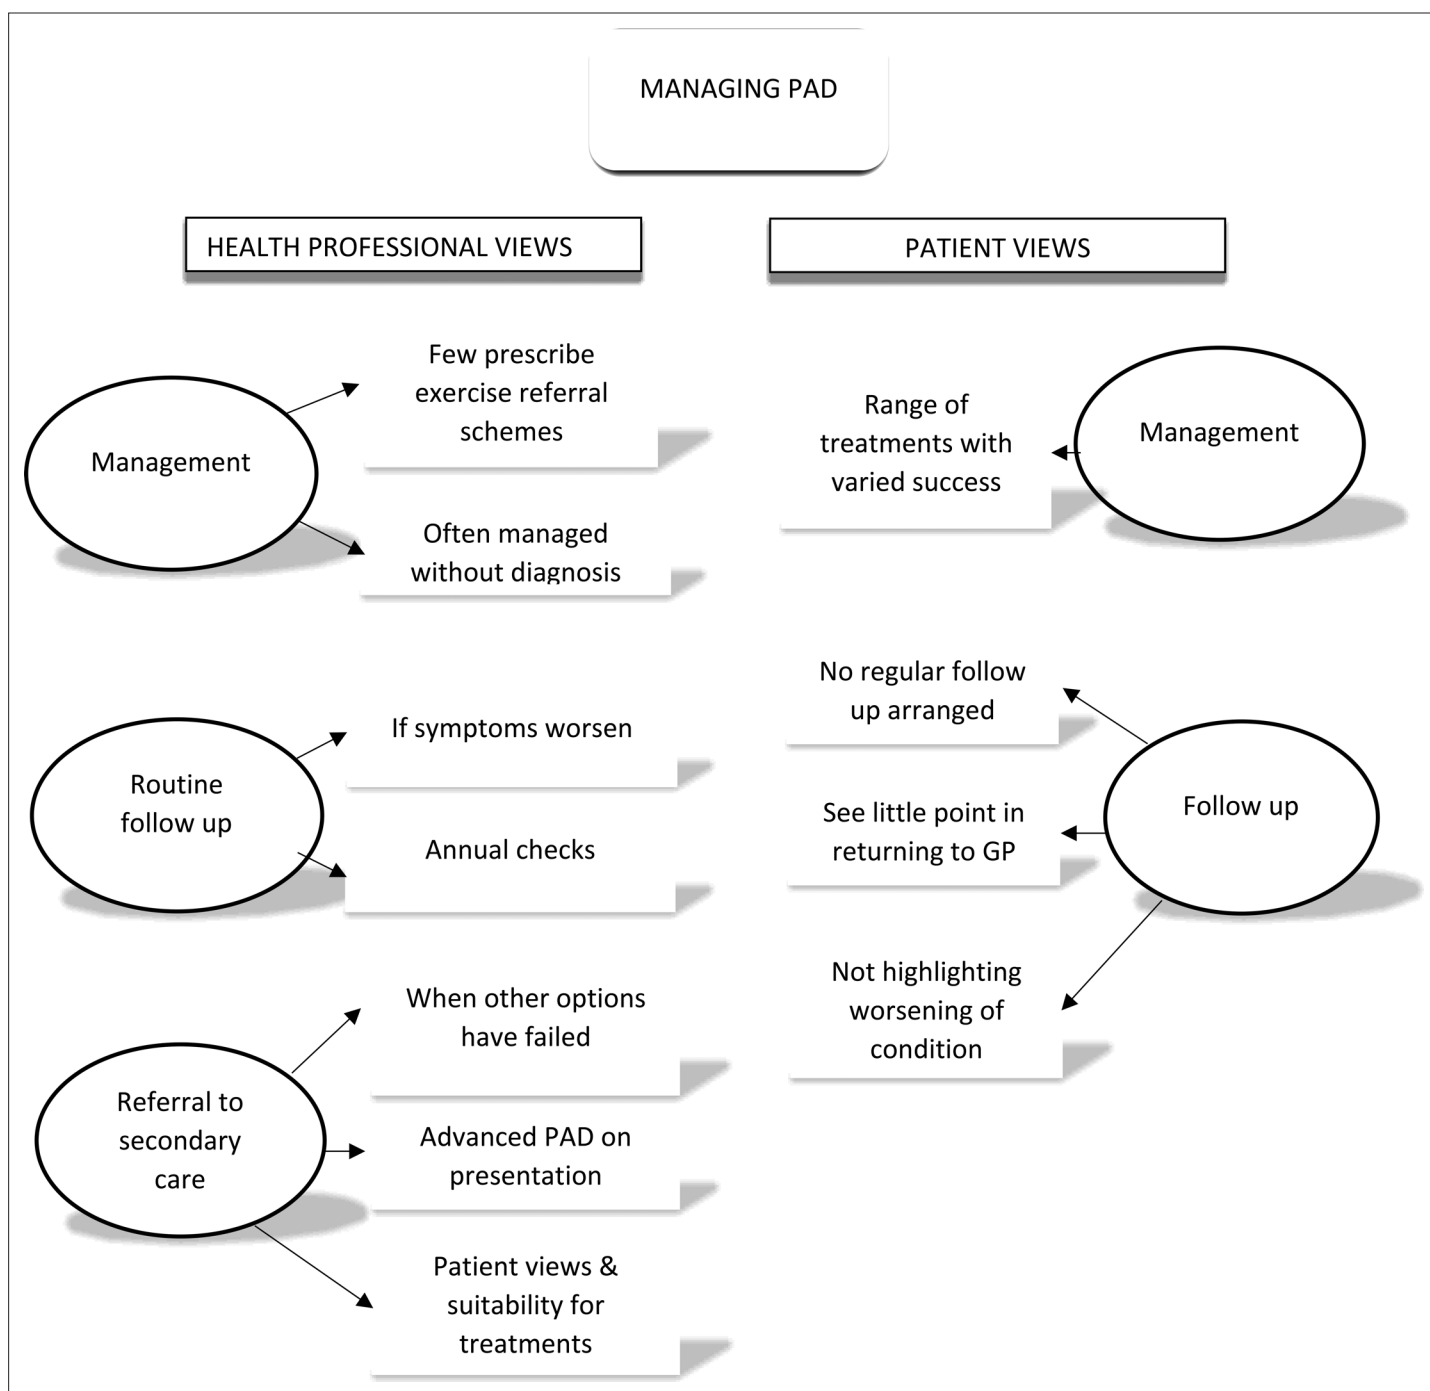 MANAGING PAD
HEALTH PROFESSIONAL VIEWS
PATIENT VIEWS
Management
Few prescribe
exercise referral
schemes
Often managed
without diagnosis
Routine
follow up
If symptoms worsen
Annual checks
Referral to
secondary
care
When other options
have failed
Advanced PAD on
presentation
Patient views &
suitability for
treatments
Management
Range of
treatments with
varied success
Follow up
No regular follow
up arranged
See little point in
returning to GP
Not highlighting
worsening of
condition